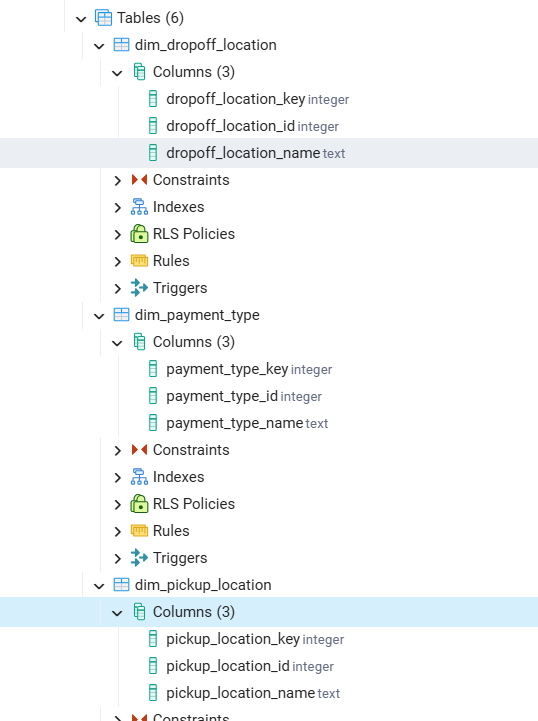 Tables (6)
dim_dropoff_location
Columns (3)
dropoff_location_key integer
dropoff_location_id integer
dropoff_location_name text
Constraints
Indexes
RLS Policies
Rules
Triggers
dim_payment_type
Columns (3)
payment_type_key integer
payment_type_id integer
payment_type_name text
Constraints
Indexes
RLS Policies
Rules
Triggers
dim_pickup_location
Columns (3)
pickup_location_key integer
pickup_location_id integer
pickup_location_name text
Constraints